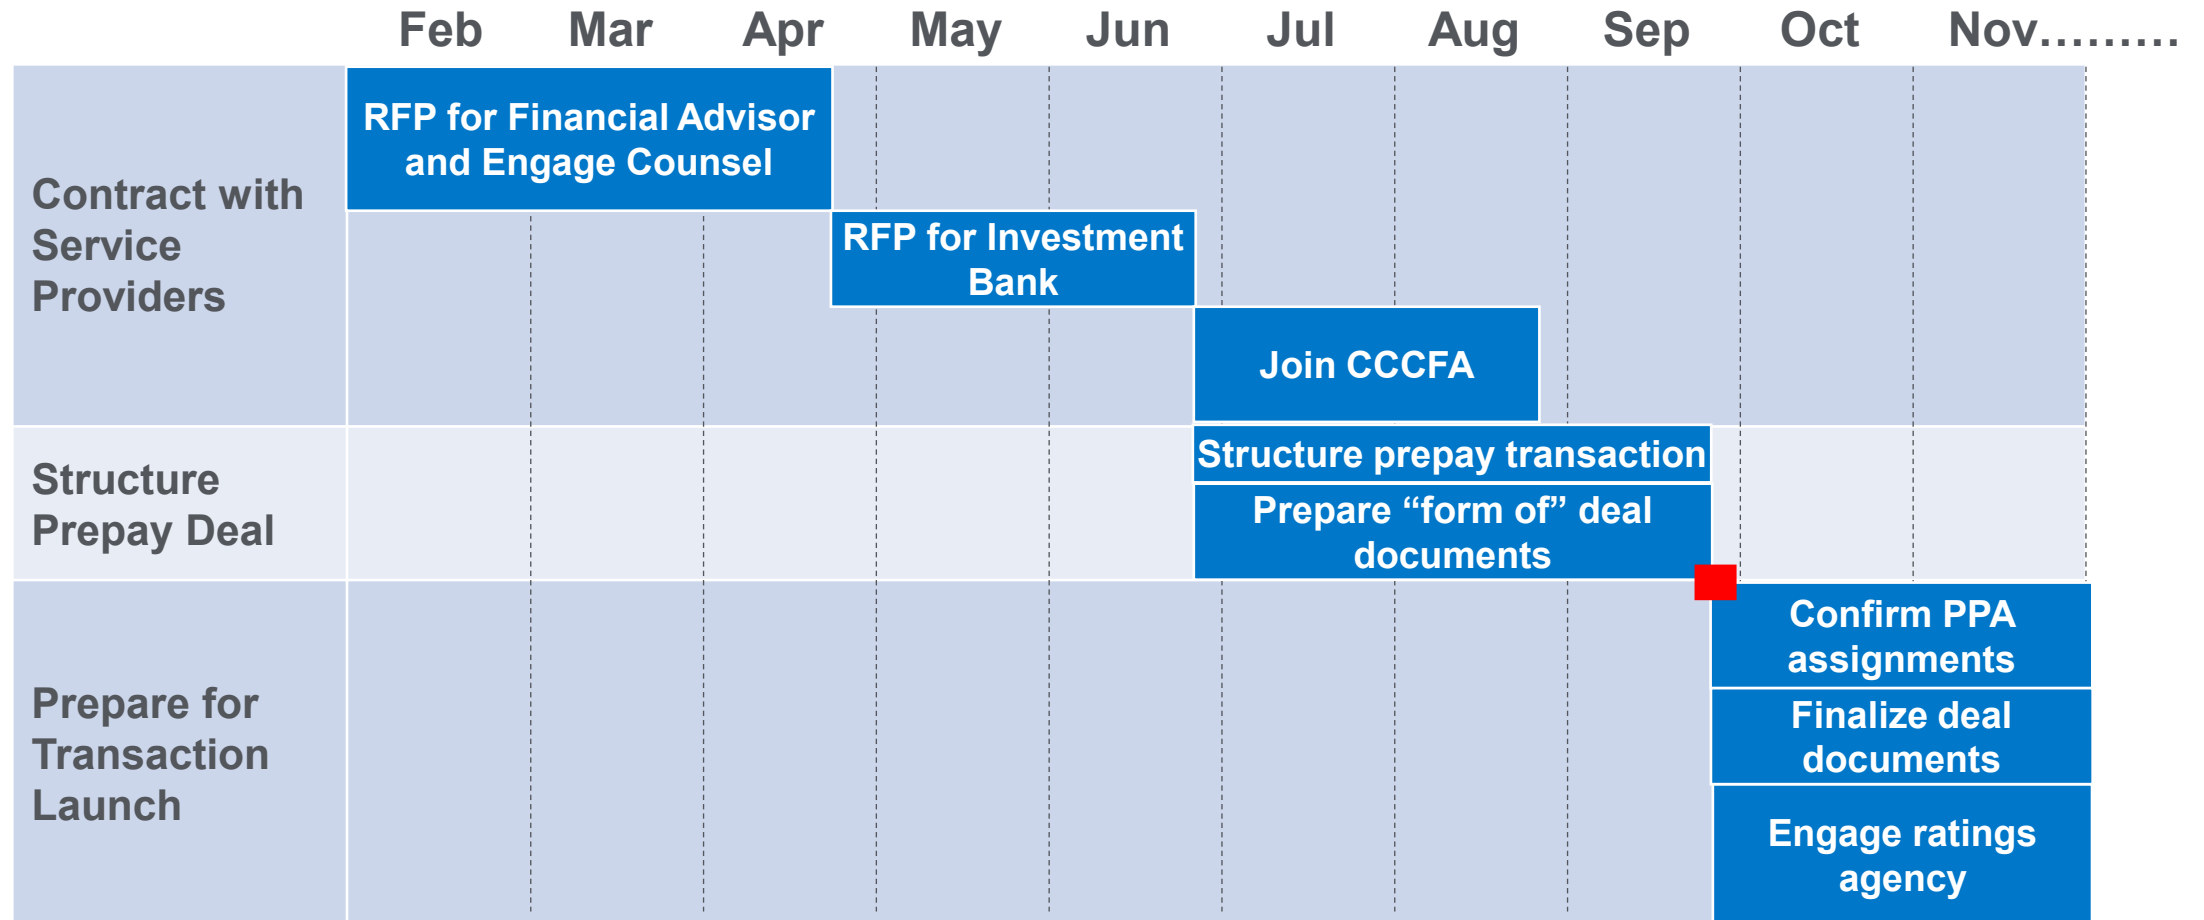 Feb Mar Apr May Jun Jul Aug Sep Oct Nov.........
Contract with
Service
Providers
RFP for Financial Advisor
and Engage Counsel
RFP for Investment
Bank
Join CCCFA
Structure
Prepay Deal
Structure prepay transaction
Prepare “form of” deal
documents
Prepare for
Transaction
Launch
Confirm PPA
assignments
Finalize deal
documents
Engage ratings
agency